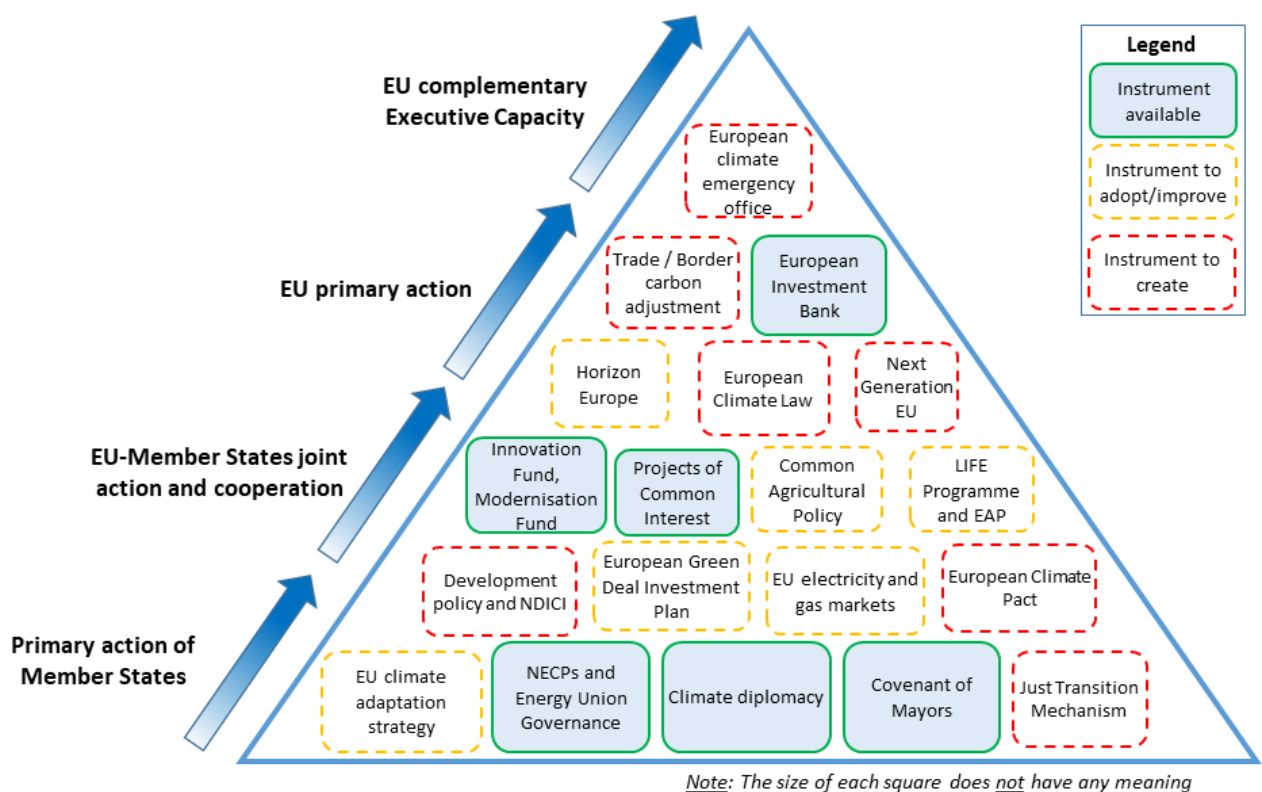 EU complementary
Executive Capacity
EU primary action
EU-Member States joint
action and cooperation
Primary action of
Member States
European
climate
emergency
office
Trade / Border
carbon
adjustment
European
Investment
Bank
Horizon
Europe
European
Climate Law
Next
Generation
EU
Innovation
Fund,
Modernisation
Fund
Projects of
Common
Interest
Common
Agricultural
Policy
LIFE
Programme
and EAP
Development
policy and NDICI
European Green
Deal Investment
Plan
EU electricity and
gas markets
European Climate
Pact
EU climate
adaptation
strategy
NECPs and
Energy Union
Governance
Climate diplomacy
Covenant of
Mayors
Just Transition
Mechanism
Legend
Instrument
available
Instrument to
adopt/improve
Instrument to
create
Note: The size of each square does not have any meaning